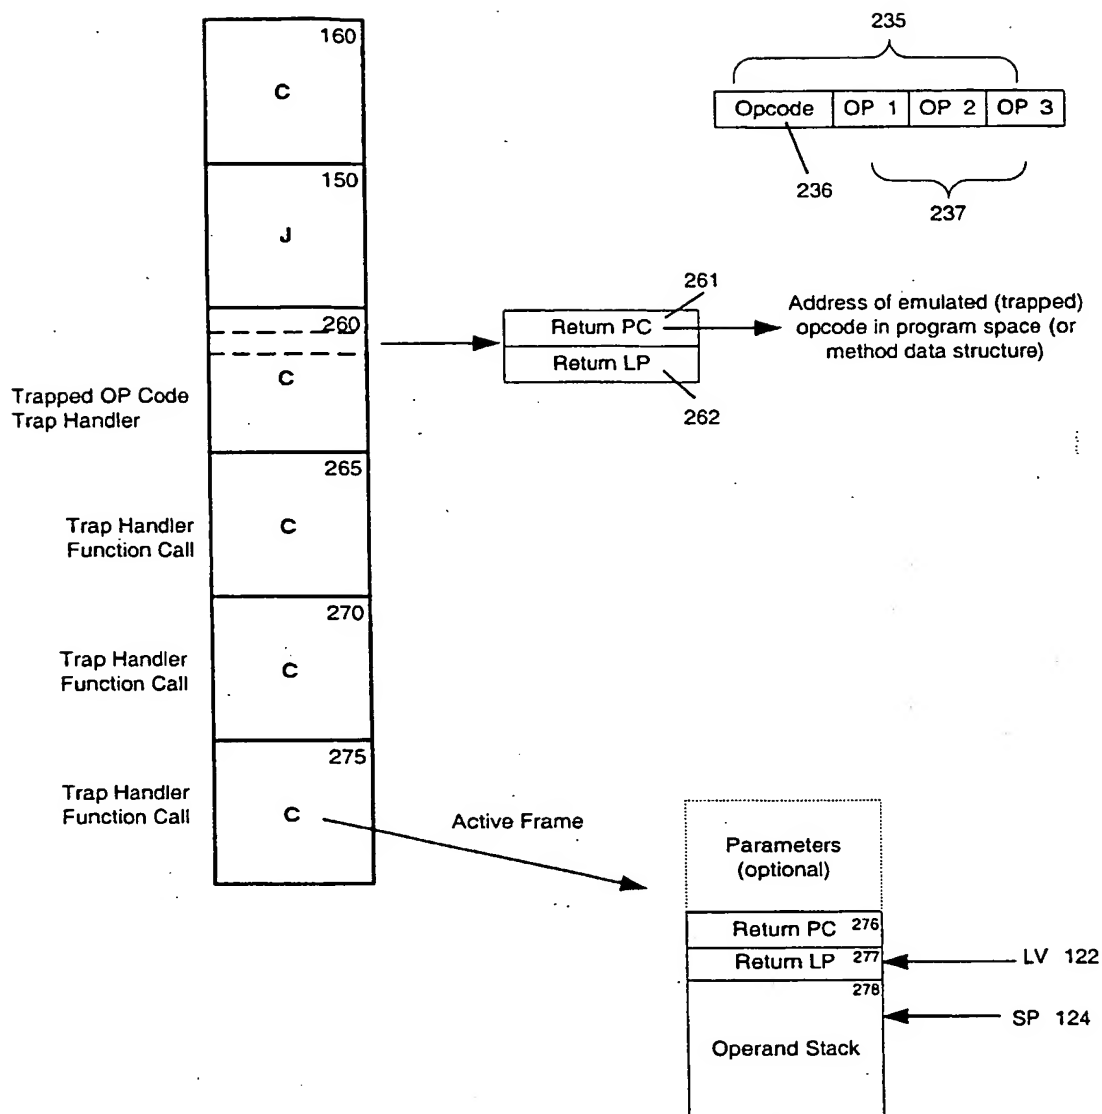 160
C
150
J
260
C
Trapped OP Code
Trap Handler
265
C
Trap Handler
Function Call
270
C
Trap Handler
Function Call
275
C
Trap Handler
Function Call
235
Opcode OP 1 OP 2 OP 3
236
237
261
Return PC
Return LP
262
Address of emulated (trapped)
opcode in program space (or
method data structure)
Active Frame
Parameters
(optional)
Return PC 276
Return LP 277
LV 122
278
SP 124
Operand Stack